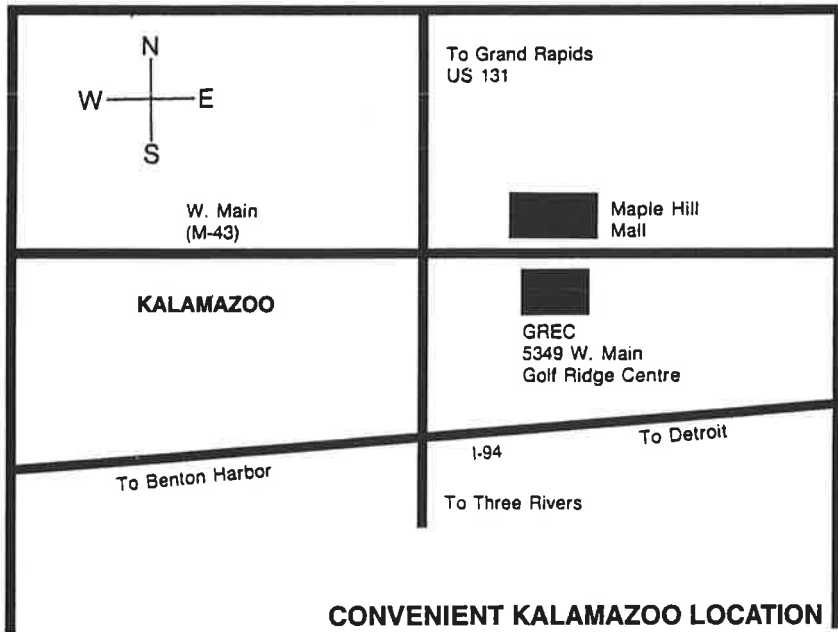 N
W E
S
To Grand Rapids
US 131
W. Main
(M-43)
Maple Hill
Mall
KALAMAZOO
GREC
5349 W. Main
Golf Ridge Centre
To Benton Harbor
I-94
To Detroit
To Three Rivers
CONVENIENT KALAMAZOO LOCATION